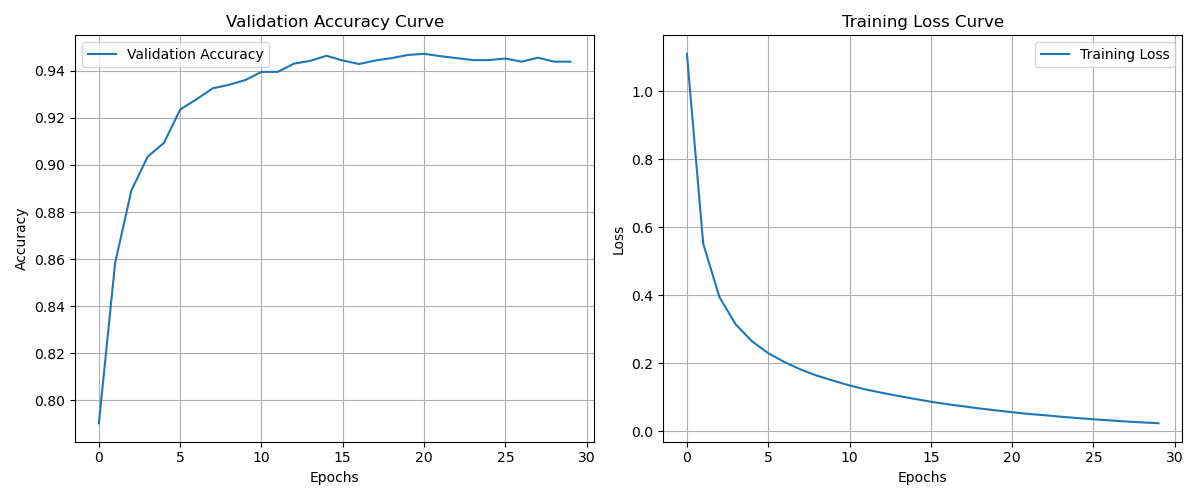 Validation Accuracy Curve
Validation Accuracy
0.94
0.92
0.90
0.88
0.86
0.84
0.82
0.80
Accuracy
0 5 10 15 20 25 30
Epochs
Training Loss Curve
Training Loss
1.0
0.8
0.6
0.4
0.2
0.0
Loss
0 5 10 15 20 25 30
Epochs